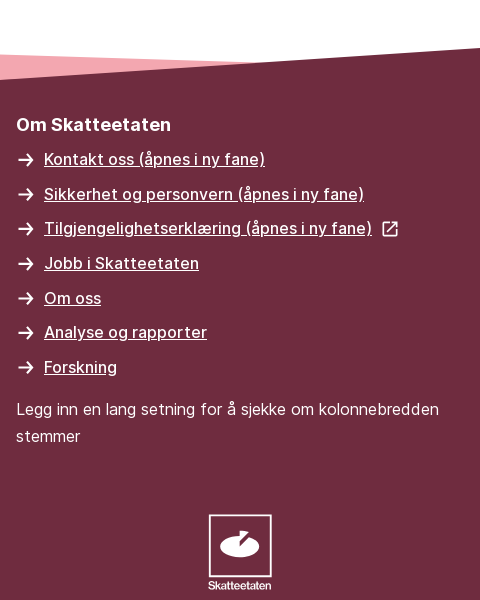 Om Skatteetaten
Kontakt oss (åpnes i ny fane)
Sikkerhet og personvern (åpnes i ny fane)
Tilgjengelighetserklæring (åpnes i ny fane)
Jobb i Skatteetaten
Om oss
Analyse og rapporter
Forskning
Legg inn en lang setning for å sjekke om kolonnebredden
stemmer
Skatteetaten